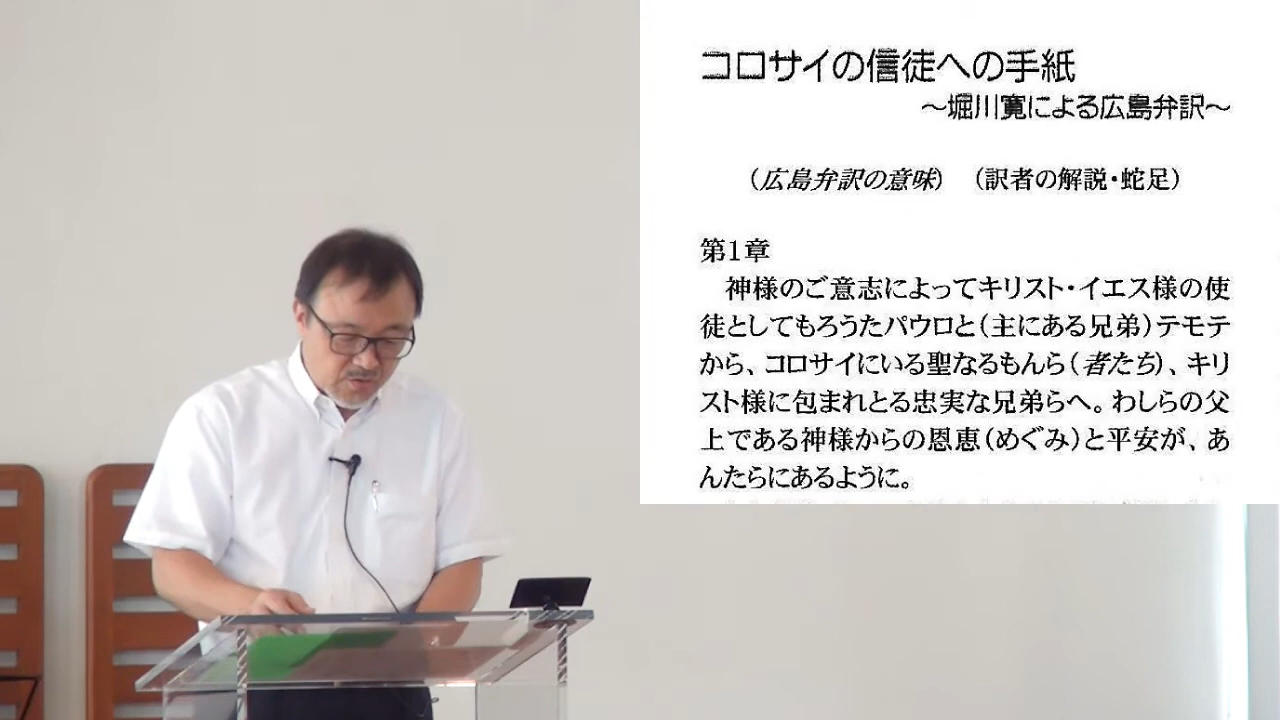 コロサイの信徒への手紙
～堀川寛による広島弁訳～
（広島弁訳の意味）　（訳者の解説・蛇足）
第1章
神様のご意志によってキリスト・イエス様の使
徒としてもろうたパウロと（主にある兄弟）テモテ
から、コロサイにいる聖なるもんら（者たち）、キリ
スト様に包まれとる忠実な兄弟らへ。わしらの父
上である神様からの恩恵（めぐみ）と平安が、あ
んたらにあるように。